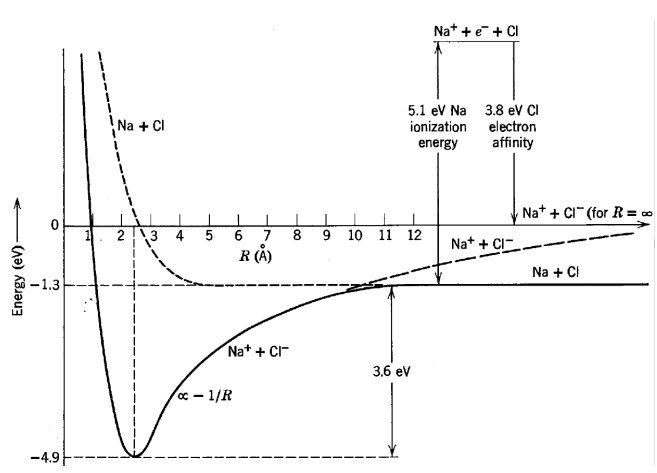 Na⁺ + e⁻ + Cl
5.1 eV Na
ionization
energy
3.8 eV Cl
electron
affinity
Na + Cl
Na⁺ + Cl⁻ (for R = ∞
0
1 2 3 4 5 6 7 8 9 10 11 12
R (Å)
Na⁺ + Cl⁻
Na + Cl
Energy (eV)
−1.3
Na⁺ + Cl⁻
3.6 eV
∝ − 1/R
−4.9